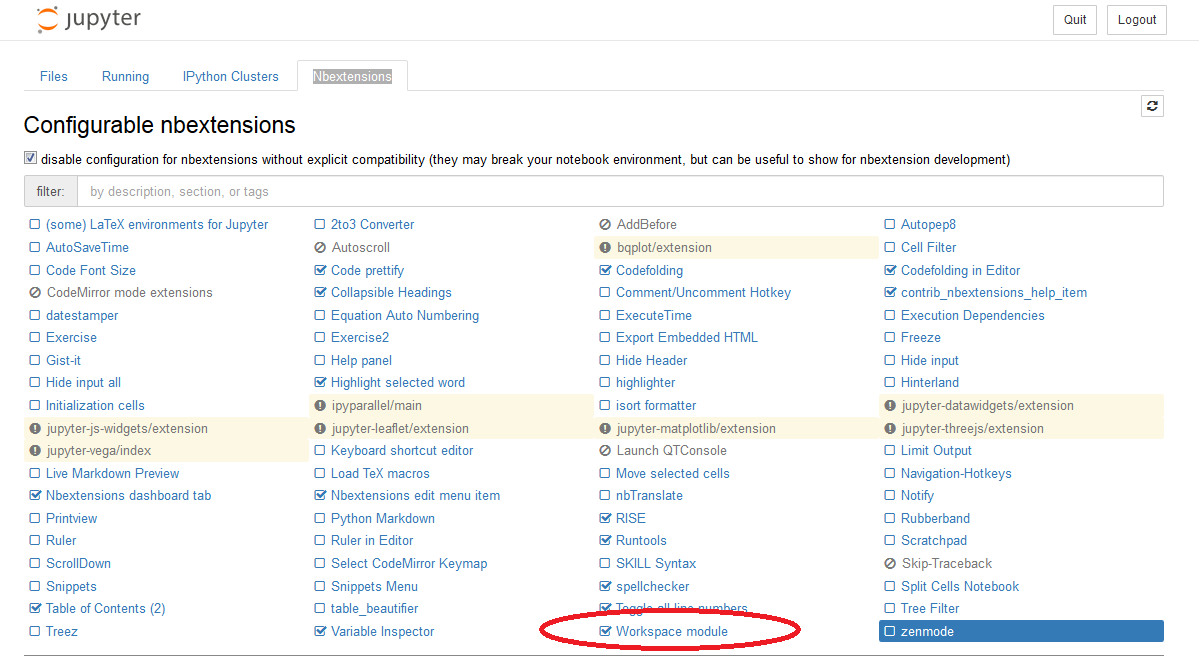 jupyter
Quit Logout
Files Running IPython Clusters Nbextensions
Configurable nbextensions
disable configuration for nbextensions without explicit compatibility (they may break your notebook environment, but can be useful to show for nbextension development)
filter: by description, section, or tags
(some) LaTeX environments for Jupyter 2to3 Converter AddBefore Autopep8
AutoSaveTime Autoscroll bqplot/extension Cell Filter
Code Font Size Code prettify Codefolding Codefolding in Editor
CodeMirror mode extensions Collapsible Headings Comment/Uncomment Hotkey contrib_nbextensions_help_item
datestamper Equation Auto Numbering ExecuteTime Execution Dependencies
Exercise Exercise2 Export Embedded HTML Freeze
Gist-it Help panel Hide Header Hide input
Hide input all Highlight selected word highlighter Hinterland
Initialization cells ipyparallel/main isort formatter jupyter-datawidgets/extension
jupyter-js-widgets/extension jupyter-leaflet/extension jupyter-matplotlib/extension jupyter-threejs/extension
jupyter-vega/index Keyboard shortcut editor Launch QTConsole Limit Output
Live Markdown Preview Load TeX macros Move selected cells Navigation-Hotkeys
Nbextensions dashboard tab Nbextensions edit menu item nbTranslate Notify
Printview Python Markdown RISE Rubberband
Ruler Ruler in Editor Runtools Scratchpad
ScrollDown Select CodeMirror Keymap SKILL Syntax Skip-Traceback
Snippets Snippets Menu spellchecker Split Cells Notebook
Table of Contents (2) table_beautifier Toggle all line numbers Tree Filter
Treez Variable Inspector Workspace module zenmode